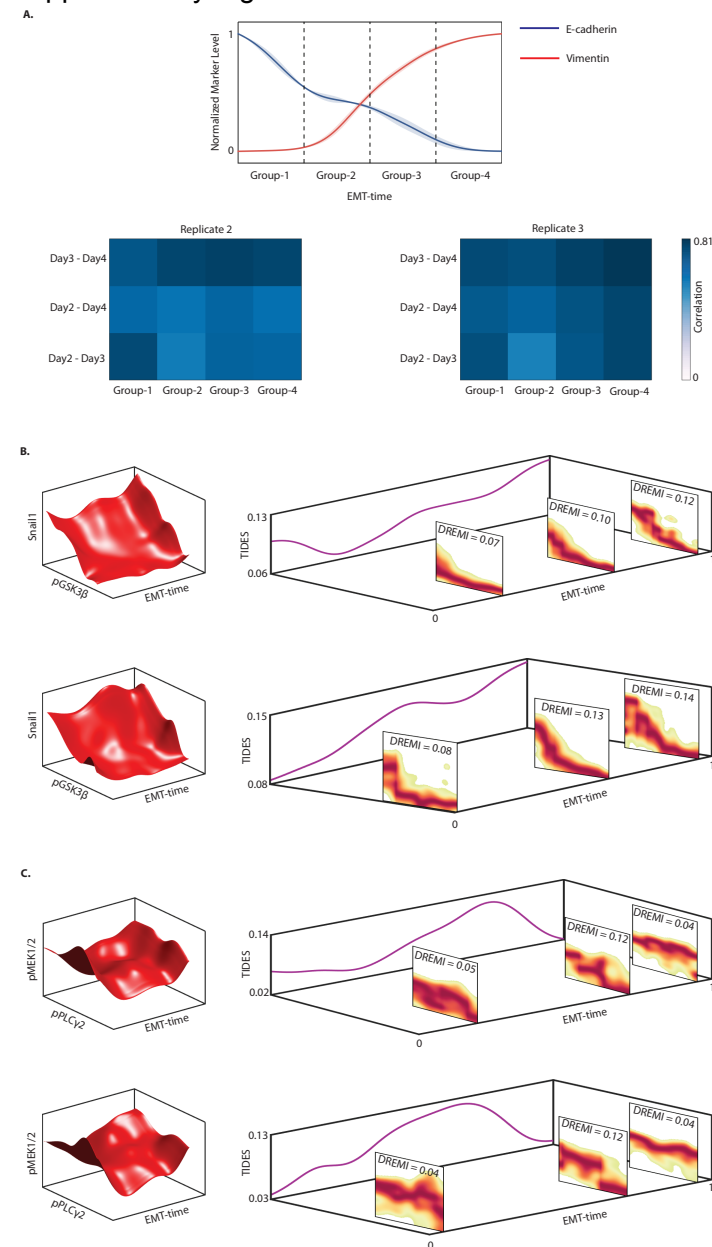 A.
Normalized Marker Level
1
0
Group-1 Group-2 Group-3 Group-4
EMT-time
E-cadherin
Vimentin
Replicate 2
Day3 - Day4
Day2 - Day4
Day2 - Day3
Group-1 Group-2 Group-3 Group-4
Replicate 3
Day3 - Day4
Day2 - Day4
Day2 - Day3
Group-1 Group-2 Group-3 Group-4
0.81
Correlation
0
B.
Snail1
pGSK3β
EMT-time
0.13
TIDES
0.06
DREMI = 0.07
DREMI = 0.10
DREMI = 0.12
0
EMT-time
Snail1
pGSK3β
EMT-time
0.15
TIDES
0.08
DREMI = 0.08
DREMI = 0.13
DREMI = 0.14
0
EMT-time
C.
pMEK1/2
pPLCγ2
EMT-time
0.14
TIDES
0.02
DREMI = 0.05
DREMI = 0.12
DREMI = 0.04
0
EMT-time
pMEK1/2
pPLCγ2
EMT-time
0.13
TIDES
0.03
DREMI = 0.04
DREMI = 0.12
DREMI = 0.04
0
EMT-time
1